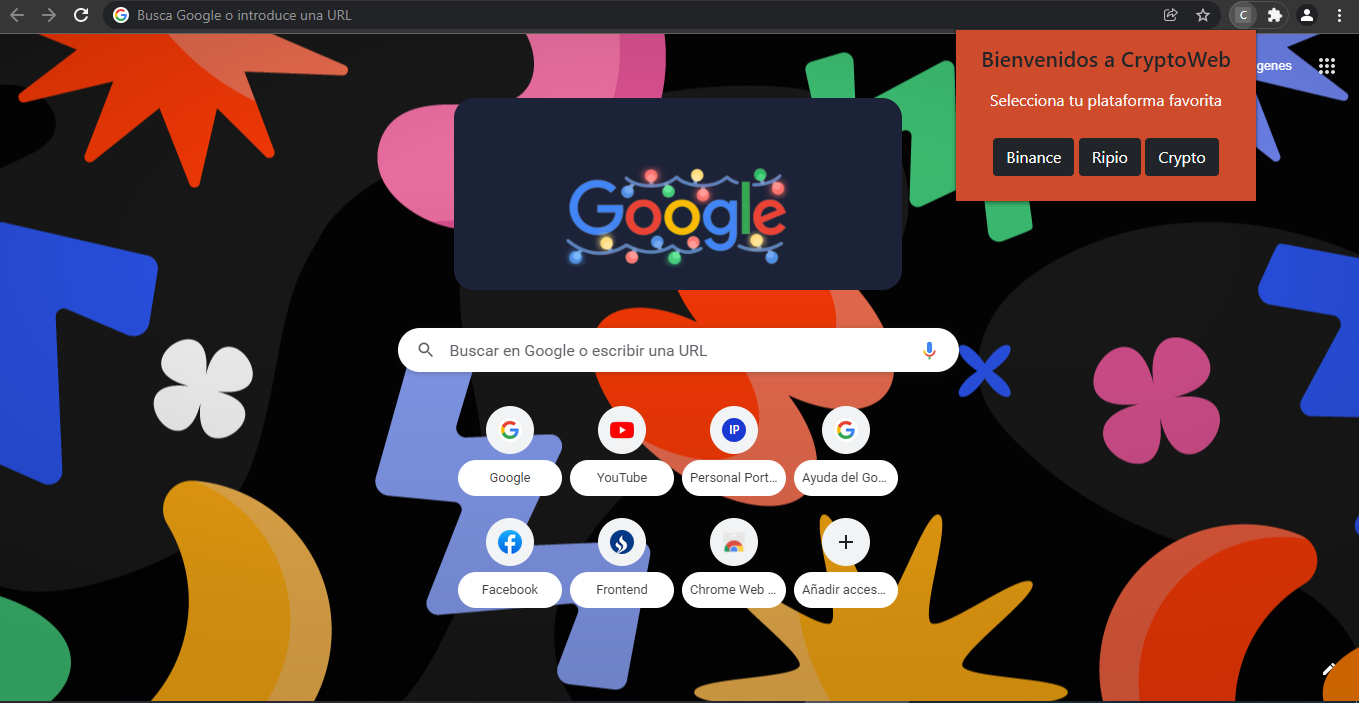 Busca Google o introduce una URL
C
Bienvenidos a CryptoWeb
genes
Selecciona tu plataforma favorita
Binance Ripio Crypto
Google
Buscar en Google o escribir una URL
IP
Google YouTube Personal Port... Ayuda del Go...
Facebook Frontend Chrome Web ... Añadir acces...